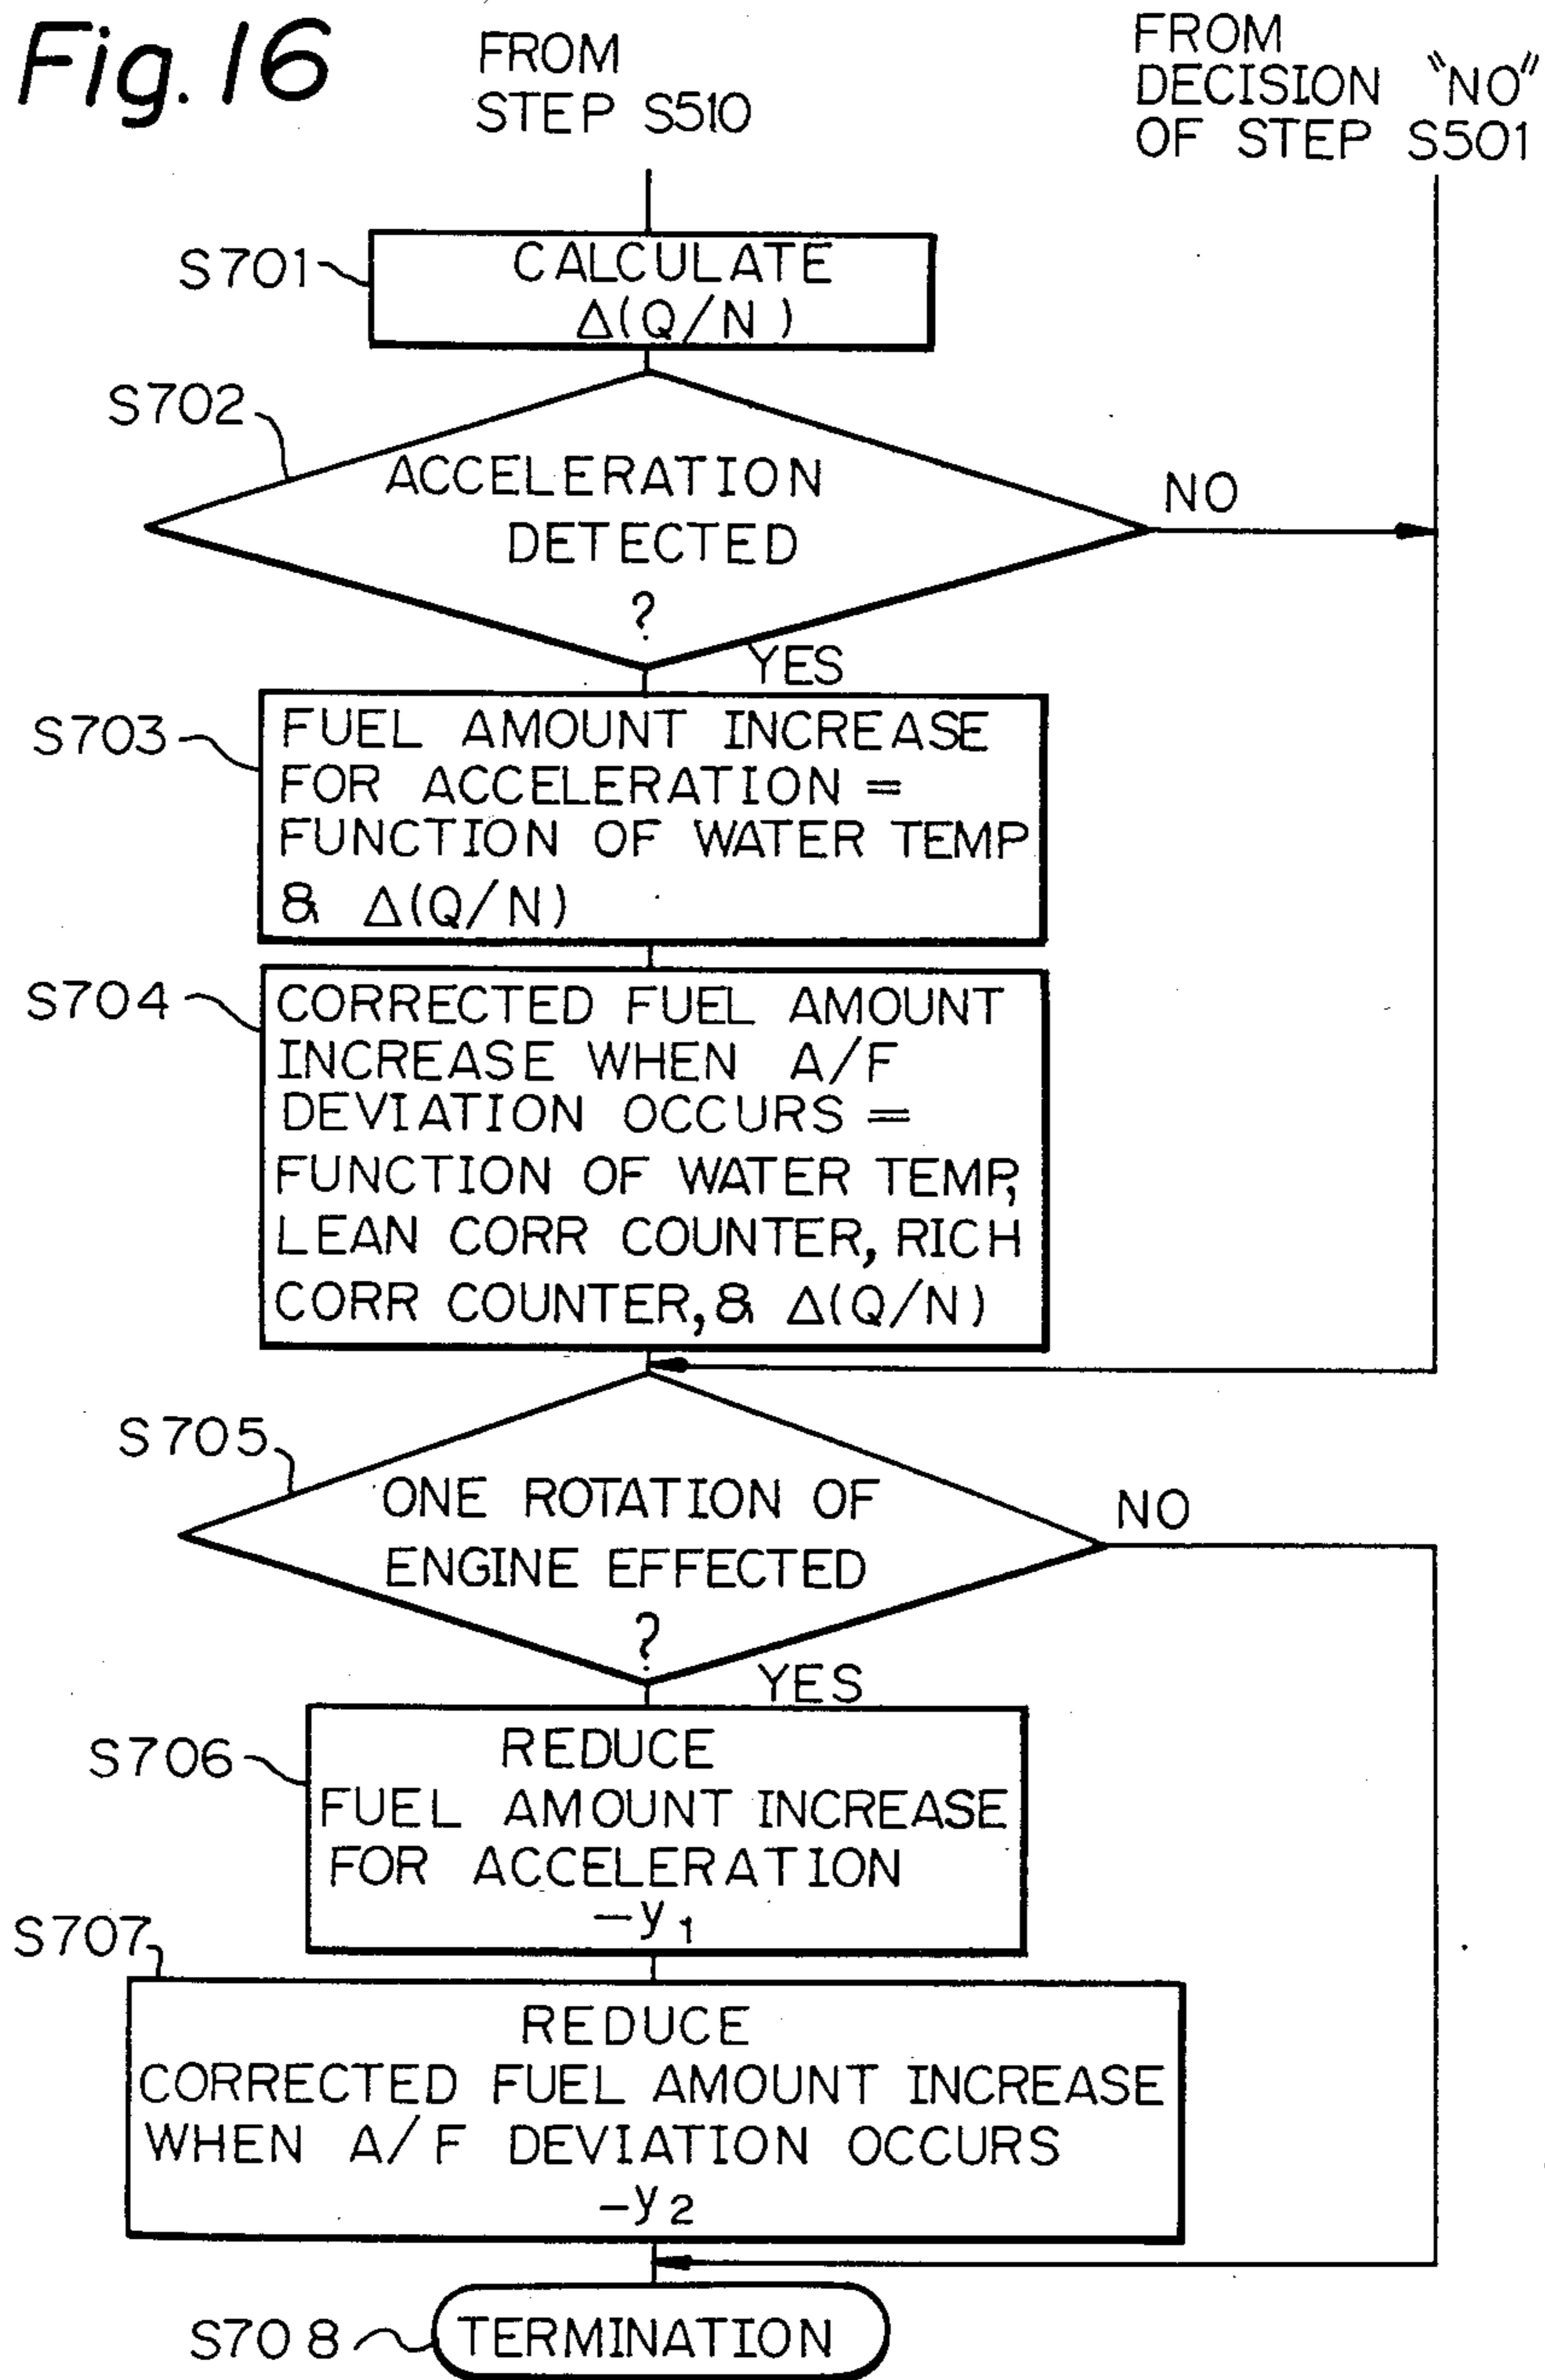 Fig. 16
FROM
STEP S510
FROM
DECISION "NO"
OF STEP S501
S701
CALCULATE
Δ(Q/N)
S702
ACCELERATION
DETECTED
?
NO
YES
S703
FUEL AMOUNT INCREASE
FOR ACCELERATION =
FUNCTION OF WATER TEMP
& Δ(Q/N)
S704
CORRECTED FUEL AMOUNT
INCREASE WHEN A/F
DEVIATION OCCURS =
FUNCTION OF WATER TEMP,
LEAN CORR COUNTER, RICH
CORR COUNTER, & Δ(Q/N)
S705
ONE ROTATION OF
ENGINE EFFECTED
?
NO
YES
S706
REDUCE
FUEL AMOUNT INCREASE
FOR ACCELERATION
-y1
S707
REDUCE
CORRECTED FUEL AMOUNT INCREASE
WHEN A/F DEVIATION OCCURS
-y2
S708
TERMINATION